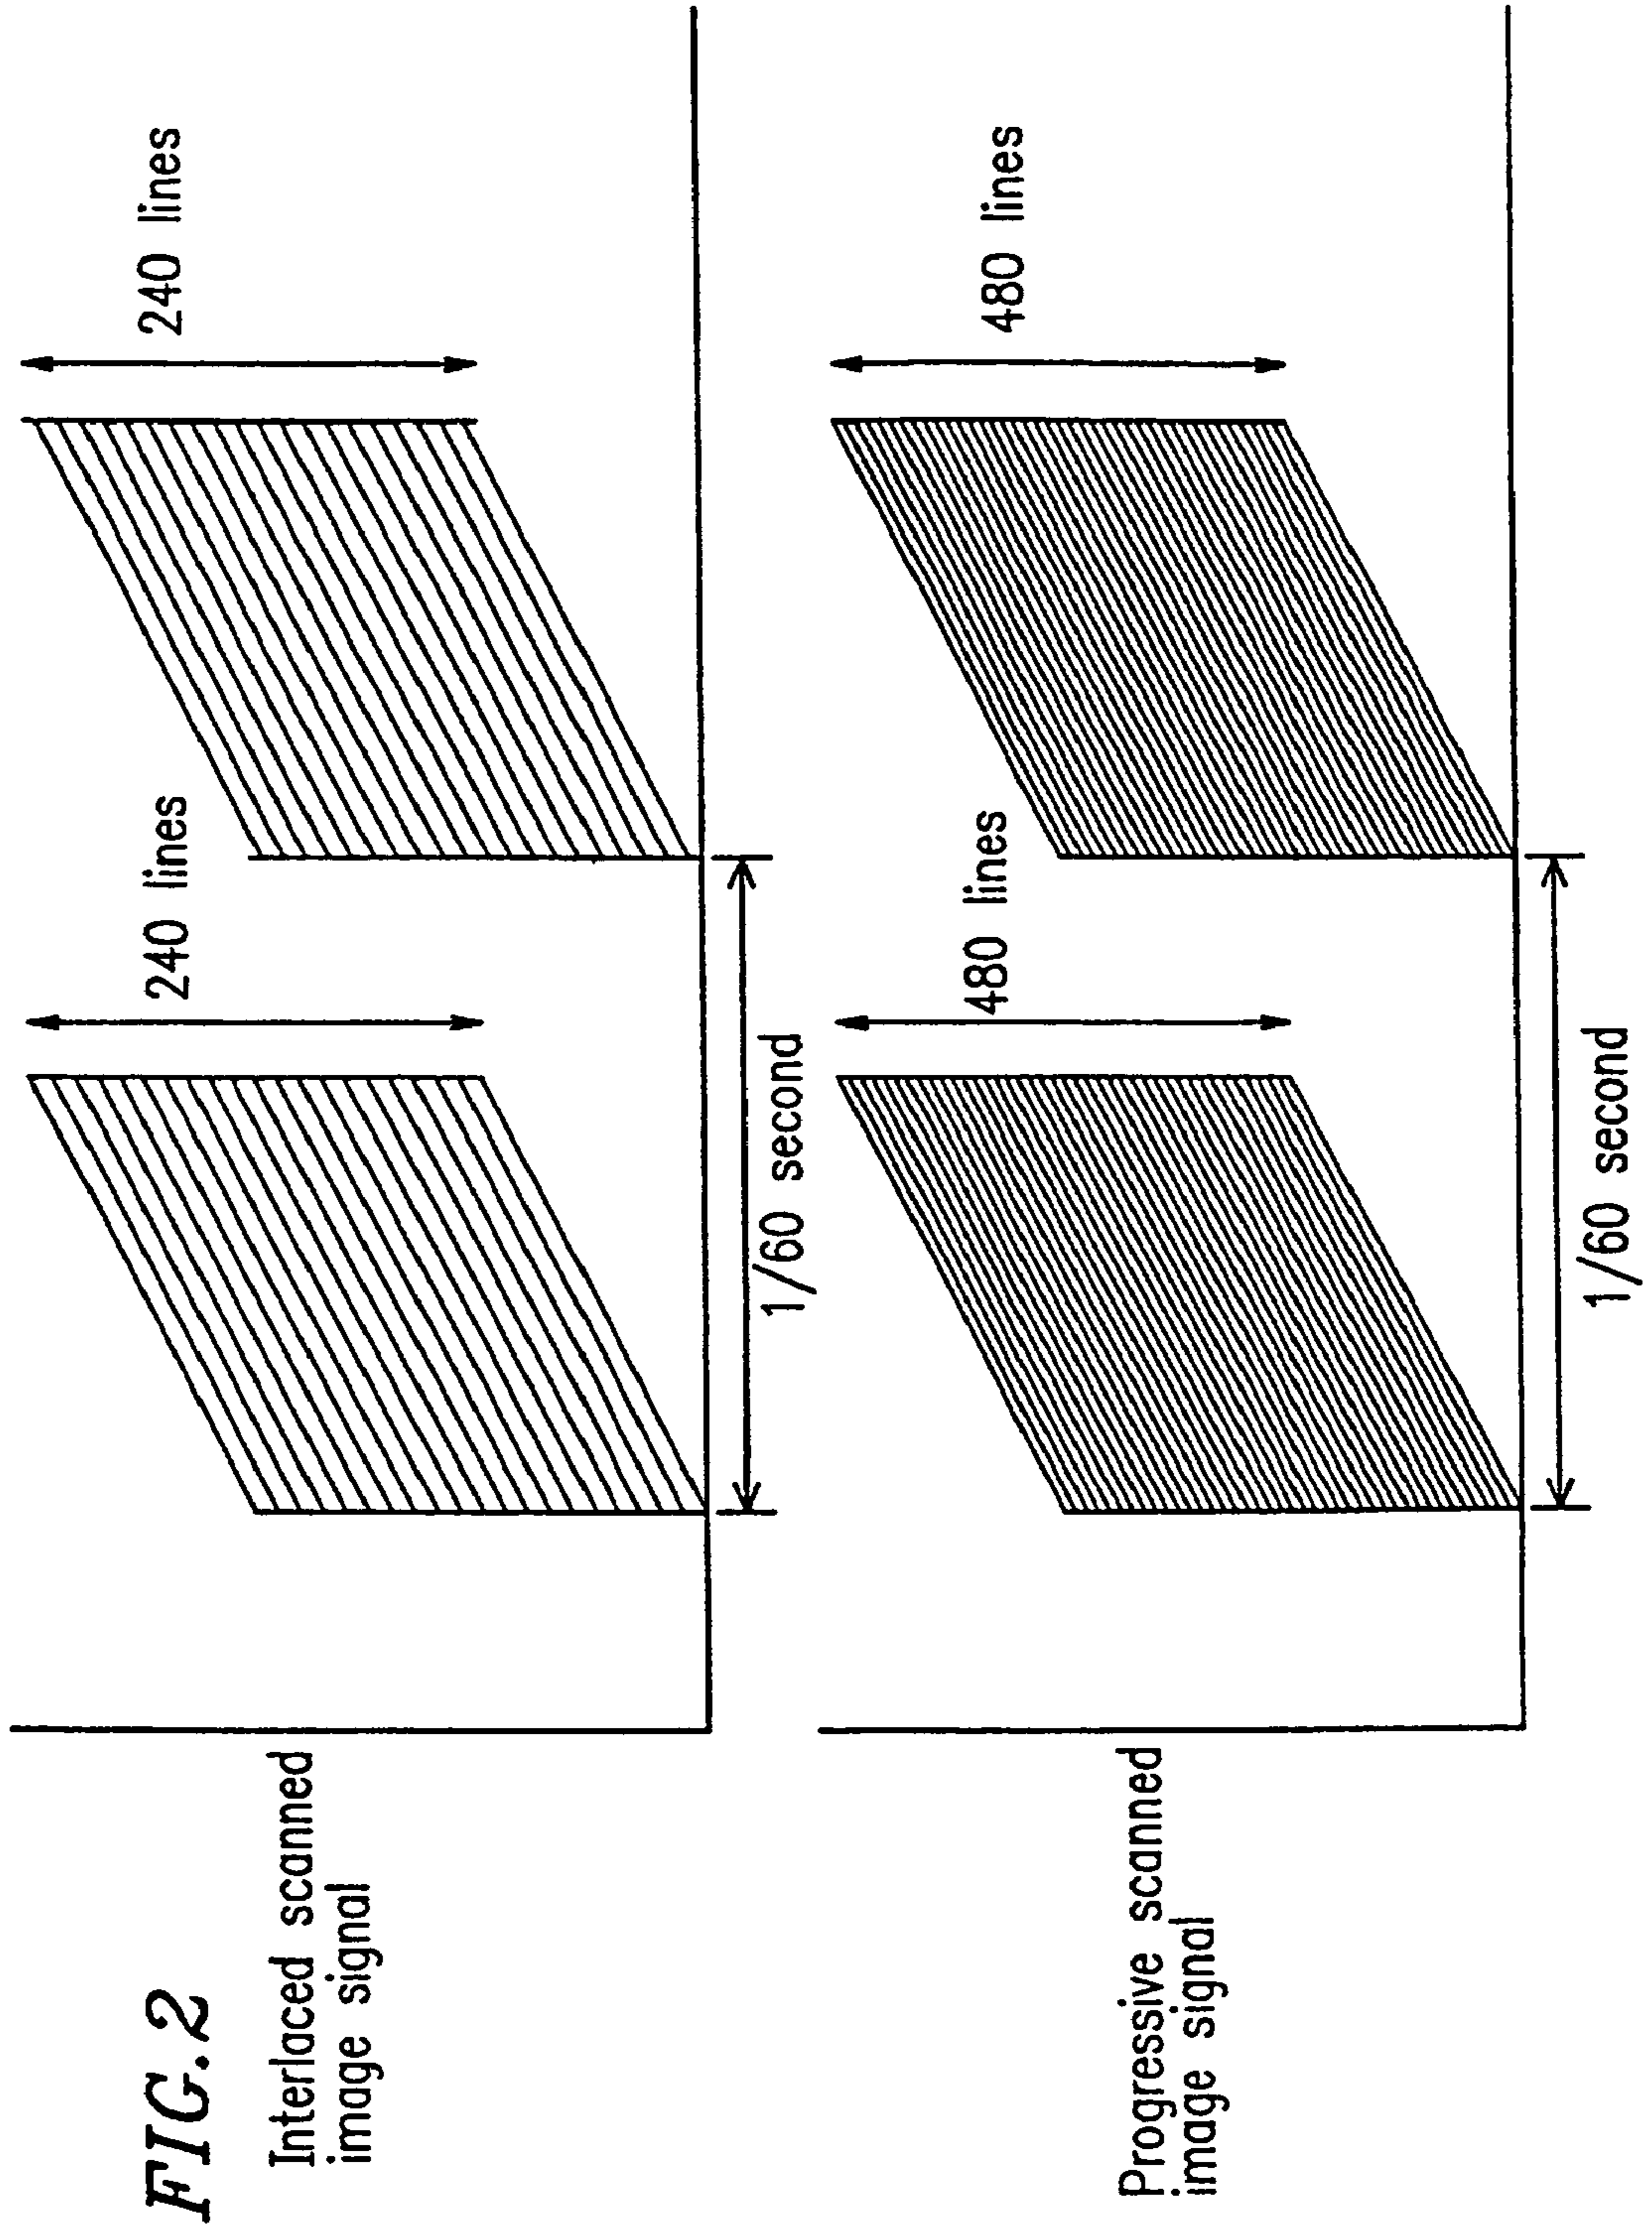 FIG.2
Interlaced scanned
image signal
240 lines
240 lines
1/60 second
Progressive scanned
image signal
480 lines
480 lines
1/60 second